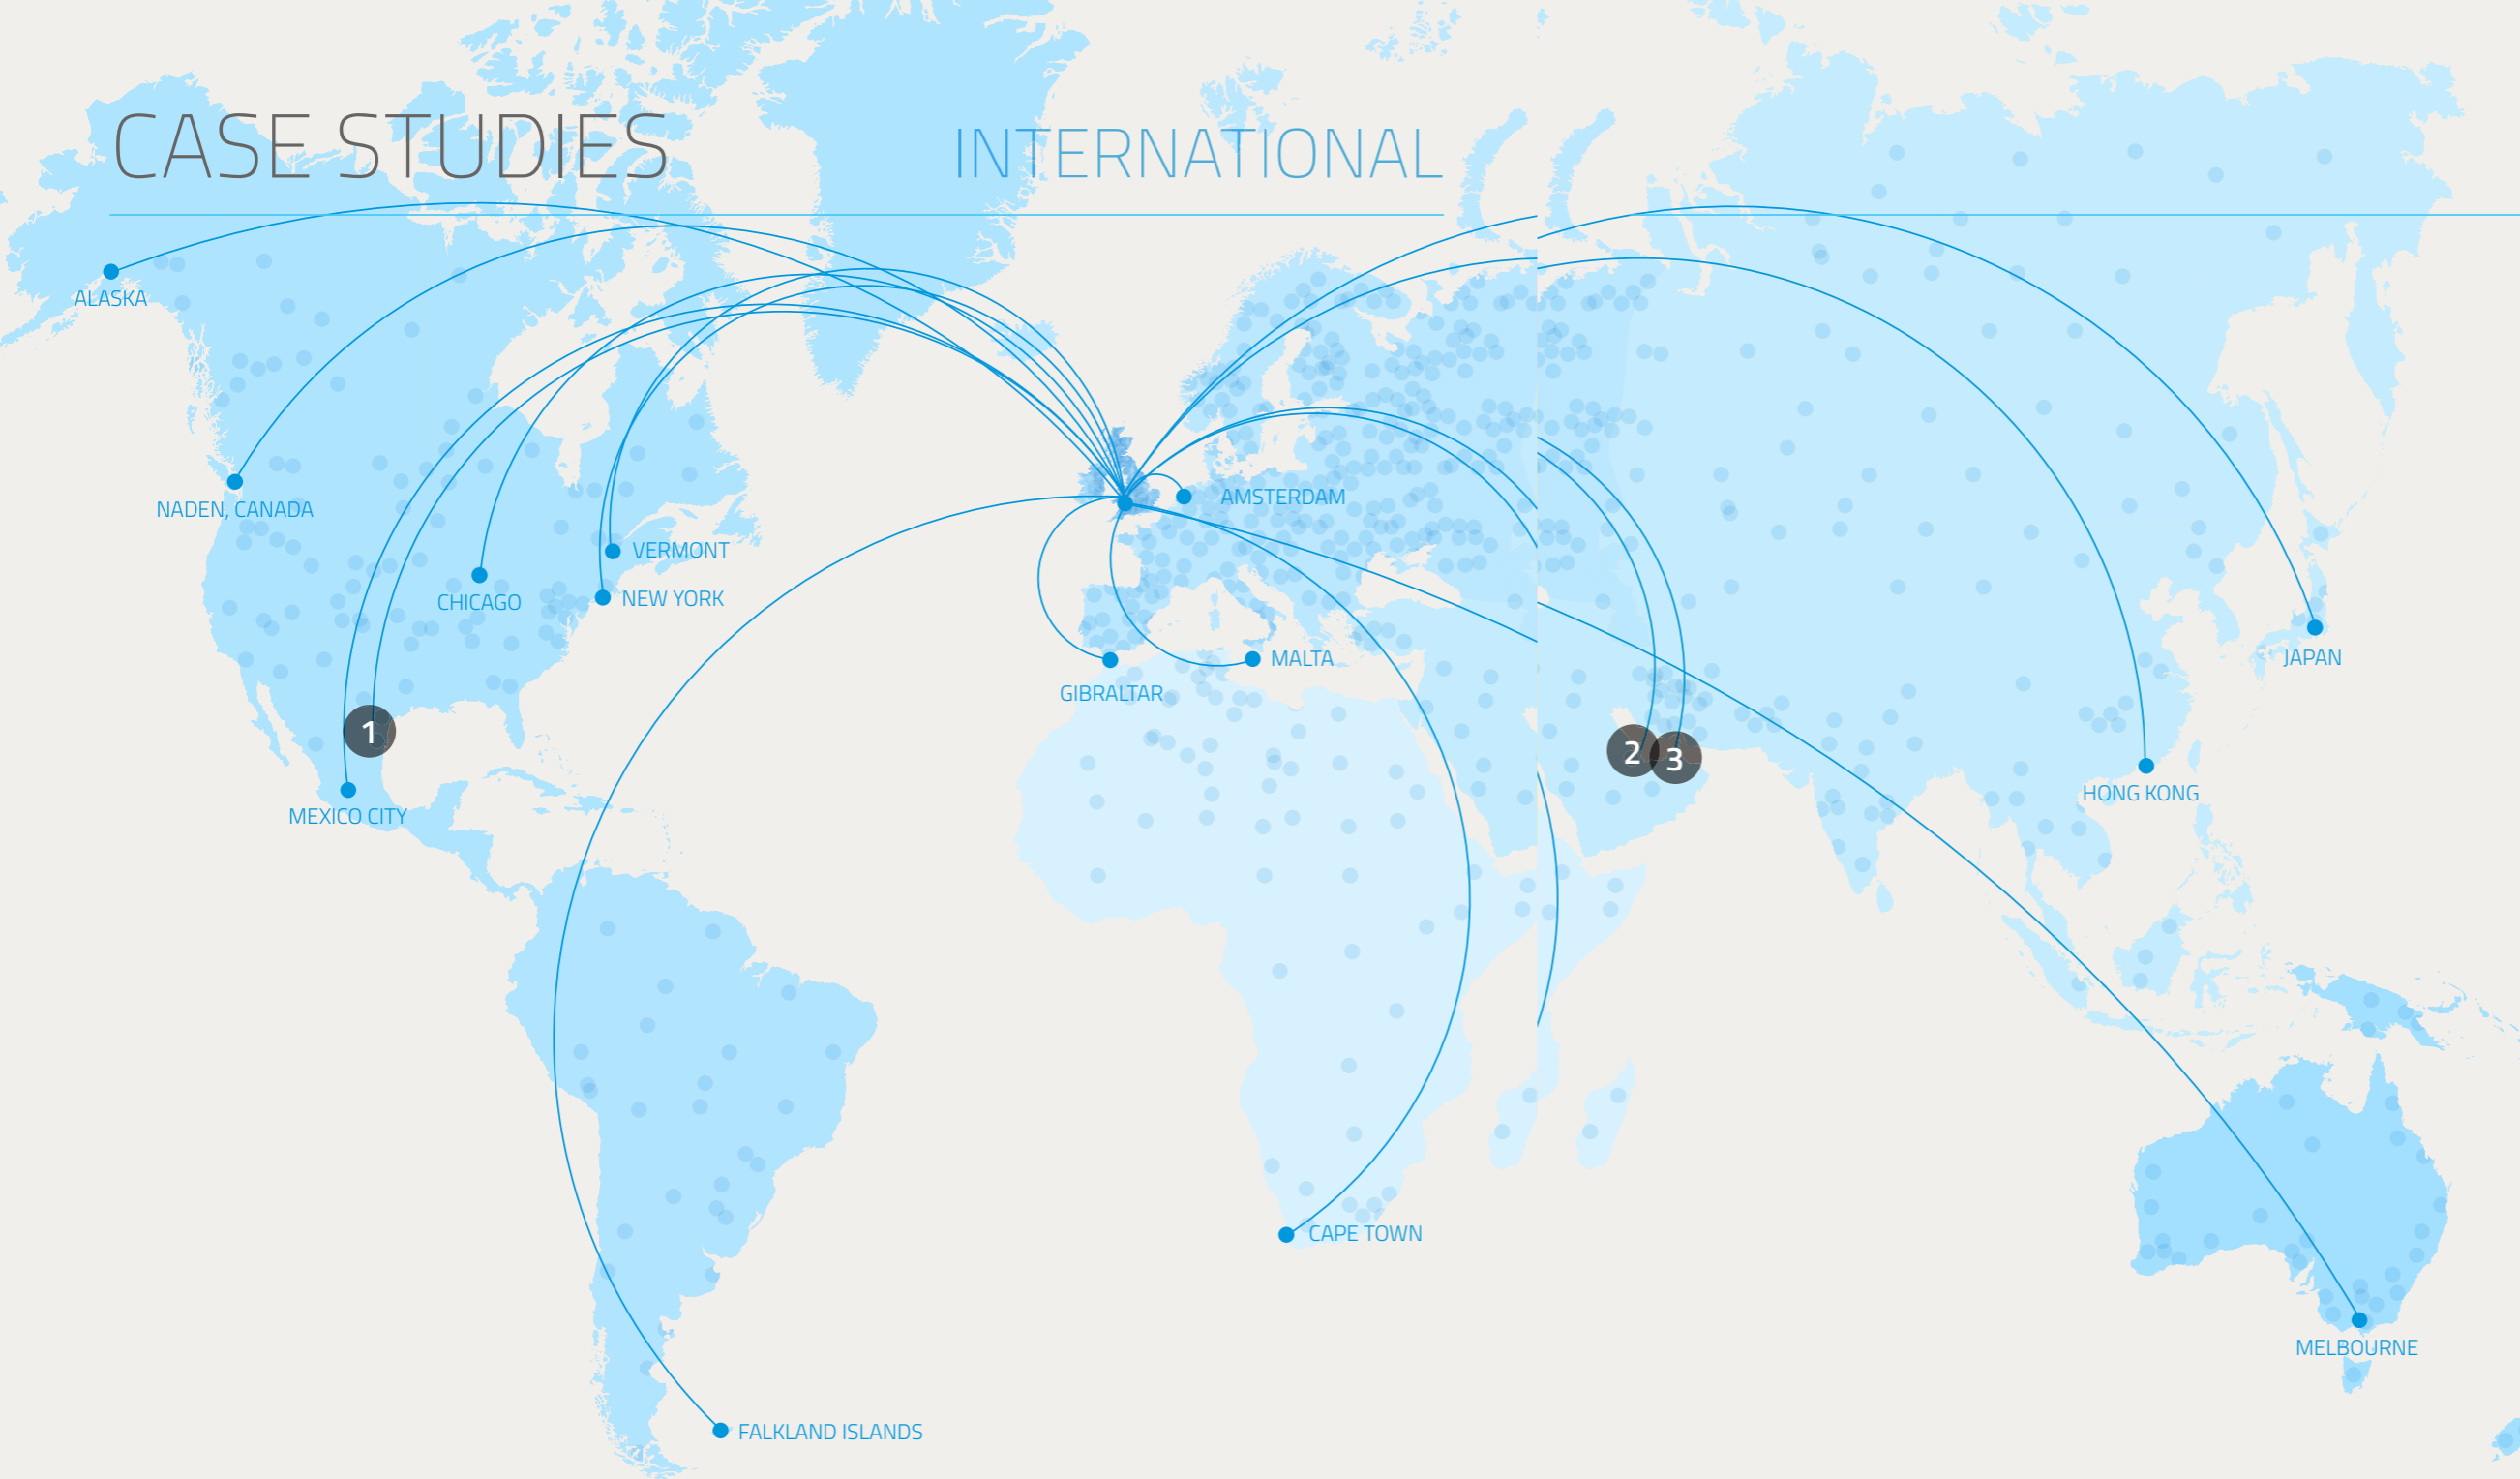 CASE STUDIES
INTERNATIONAL
ALASKA
NADEN, CANADA
AMSTERDAM
VERMONT
CHICAGO
NEW YORK
MALTA
JAPAN
GIBRALTAR
1
2
3
HONG KONG
MEXICO CITY
CAPE TOWN
MELBOURNE
FALKLAND ISLANDS